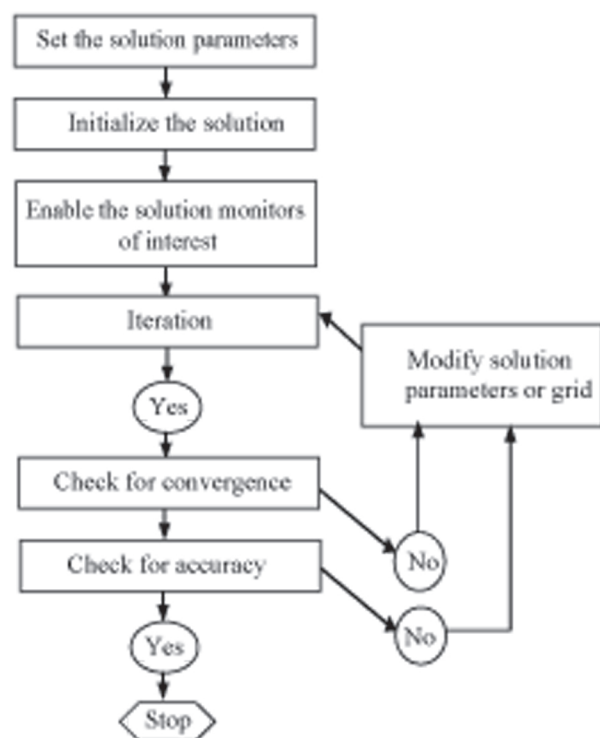 Set the solution parameters
Initialize the solution
Enable the solution monitors
of interest
Iteration
Modify solution
parameters or grid
Yes
Check for convergence
No
Check for accuracy
No
Yes
Stop